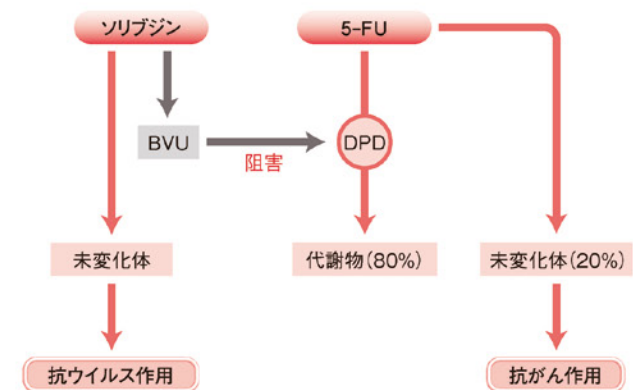 ソリブジン
5-FU
BVU
阻害
DPD
未変化体
代謝物(80%)
未変化体(20%)
抗ウイルス作用
抗がん作用